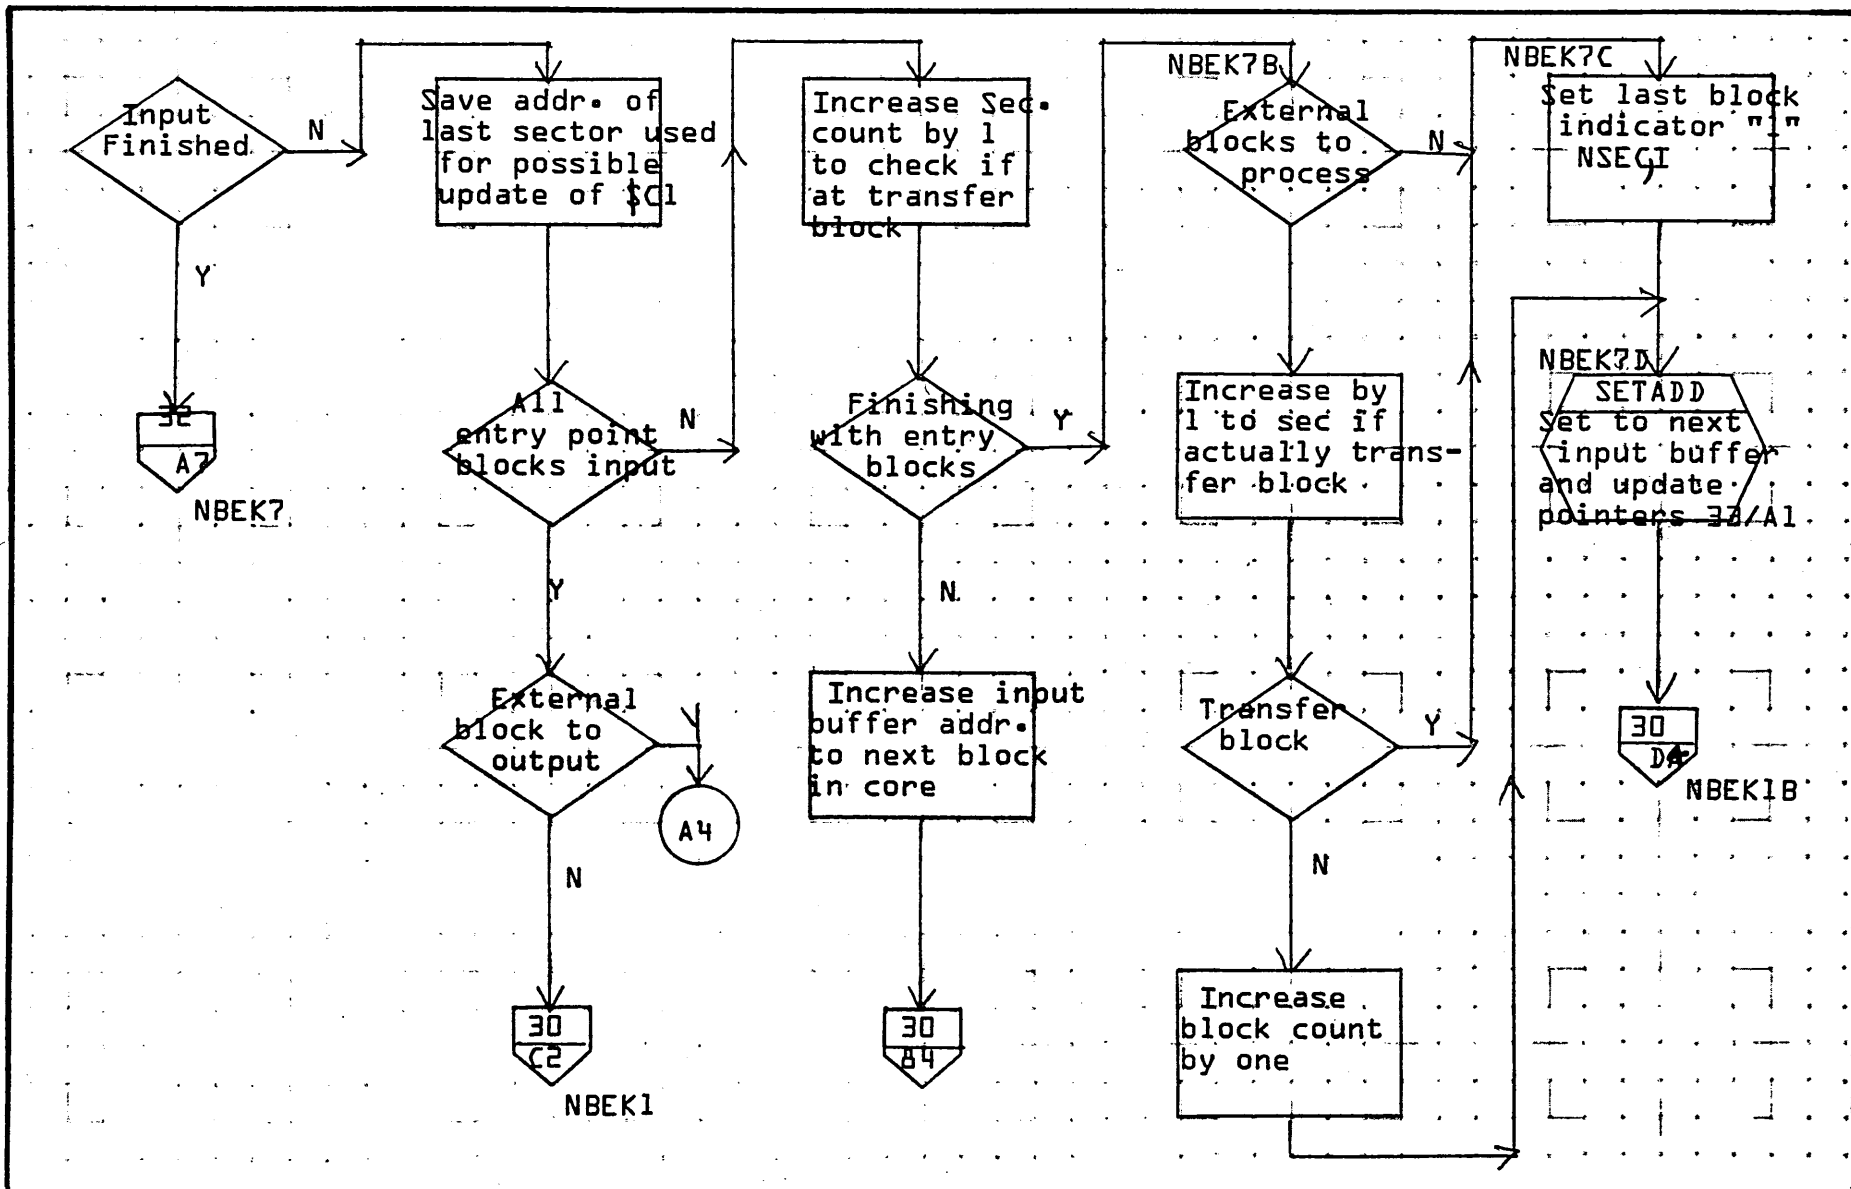 Input
Finished
N
Y
32
A7
NBEK7
Save addr. of
last sector used
for possible
update of $C1
All
entry point
blocks input
N
Y
External
block to
output
Y
A4
N
30
C2
NBEK1
Increase Sec.
count by 1
to check if
at transfer
block
Finishing
with entry
blocks
Y
N
Increase input
buffer addr.
to next block
in core
30
B4
NBEK7B
External
blocks to
process
N
Increase by
1 to sec if
actually trans-
fer block
Transfer
block
Y
N
Increase
block count
by one
NBEK7C
Set last block
indicator "1"
NBEK7D
SETADD
Set to next
input buffer
and update
pointers 33/A1
30
D4
NBEK1B